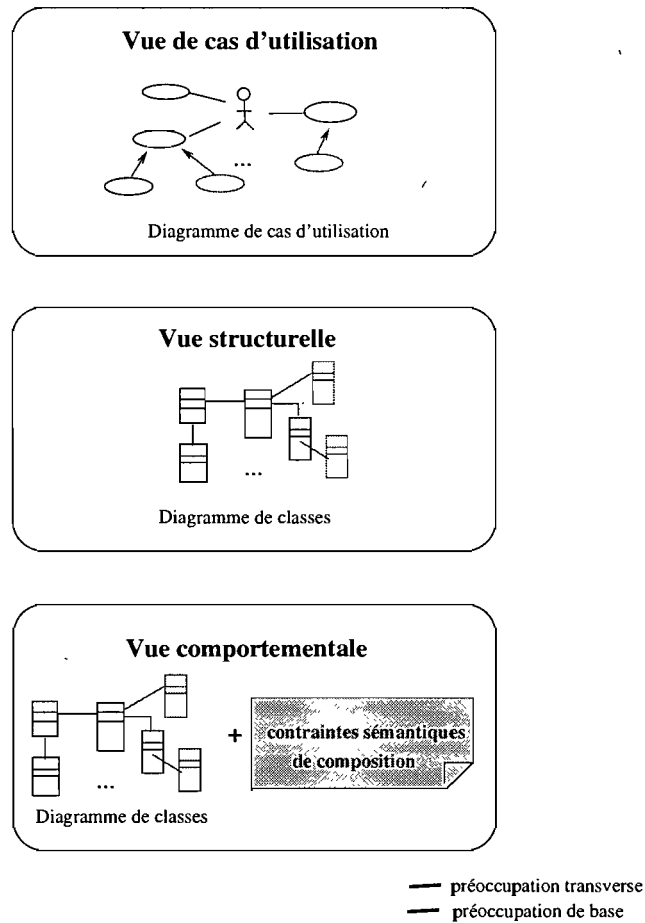 Vue de cas d'utilisation
...
Diagramme de cas d'utilisation
Vue structurelle
...
Diagramme de classes
Vue comportementale
+
contraintes sémantiques
de composition
...
Diagramme de classes
préoccupation transverse
préoccupation de base